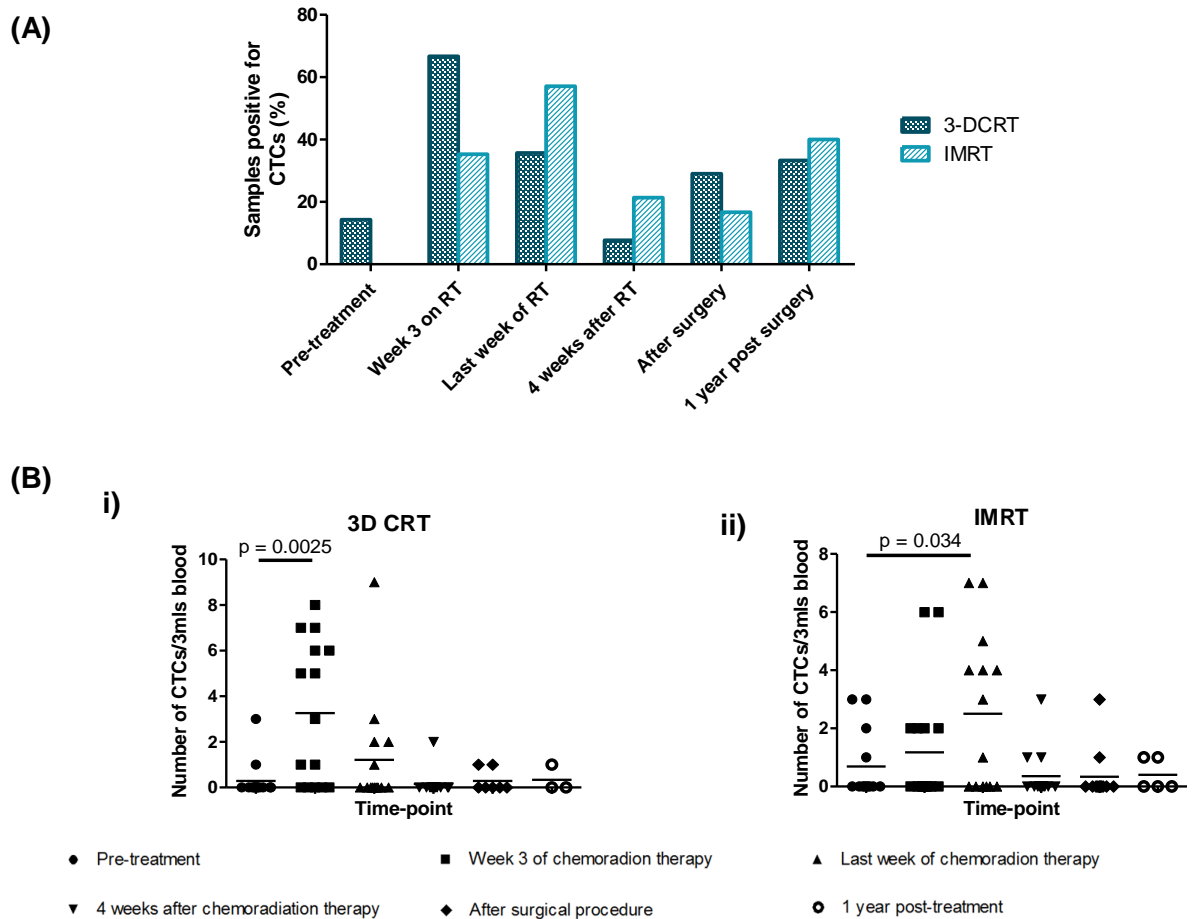 (A)
80
60
40
20
0
Samples positive for
CTCs (%)
3-DCRT
IMRT
Pre-treatment
Week 3 on RT
Last week of RT
4 weeks after RT
After surgery
1 year post surgery
(B)
i)
3D CRT
p = 0.0025
10
8
6
4
2
0
Number of CTCs/3mls blood
Time-point
ii)
IMRT
p = 0.034
8
6
4
2
0
Number of CTCs/3mls blood
Time-point
Pre-treatment
Week 3 of chemoradion therapy
Last week of chemoradion therapy
4 weeks after chemoradiation therapy
After surgical procedure
1 year post-treatment